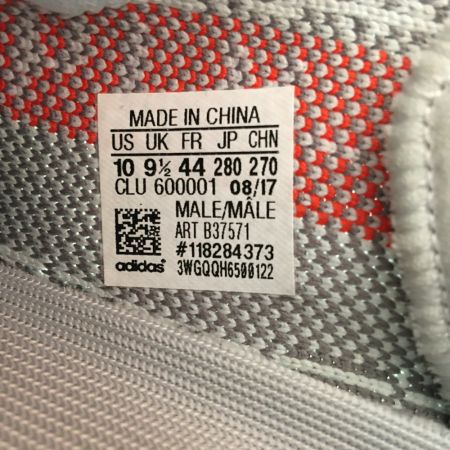 MADE IN CHINA
US UK FR JP CHN
10 9½ 44 280 270
CLU 600001 08/17
MALE/MÂLE
ART B37571
#118284373
adidas 3WGQQH6500122